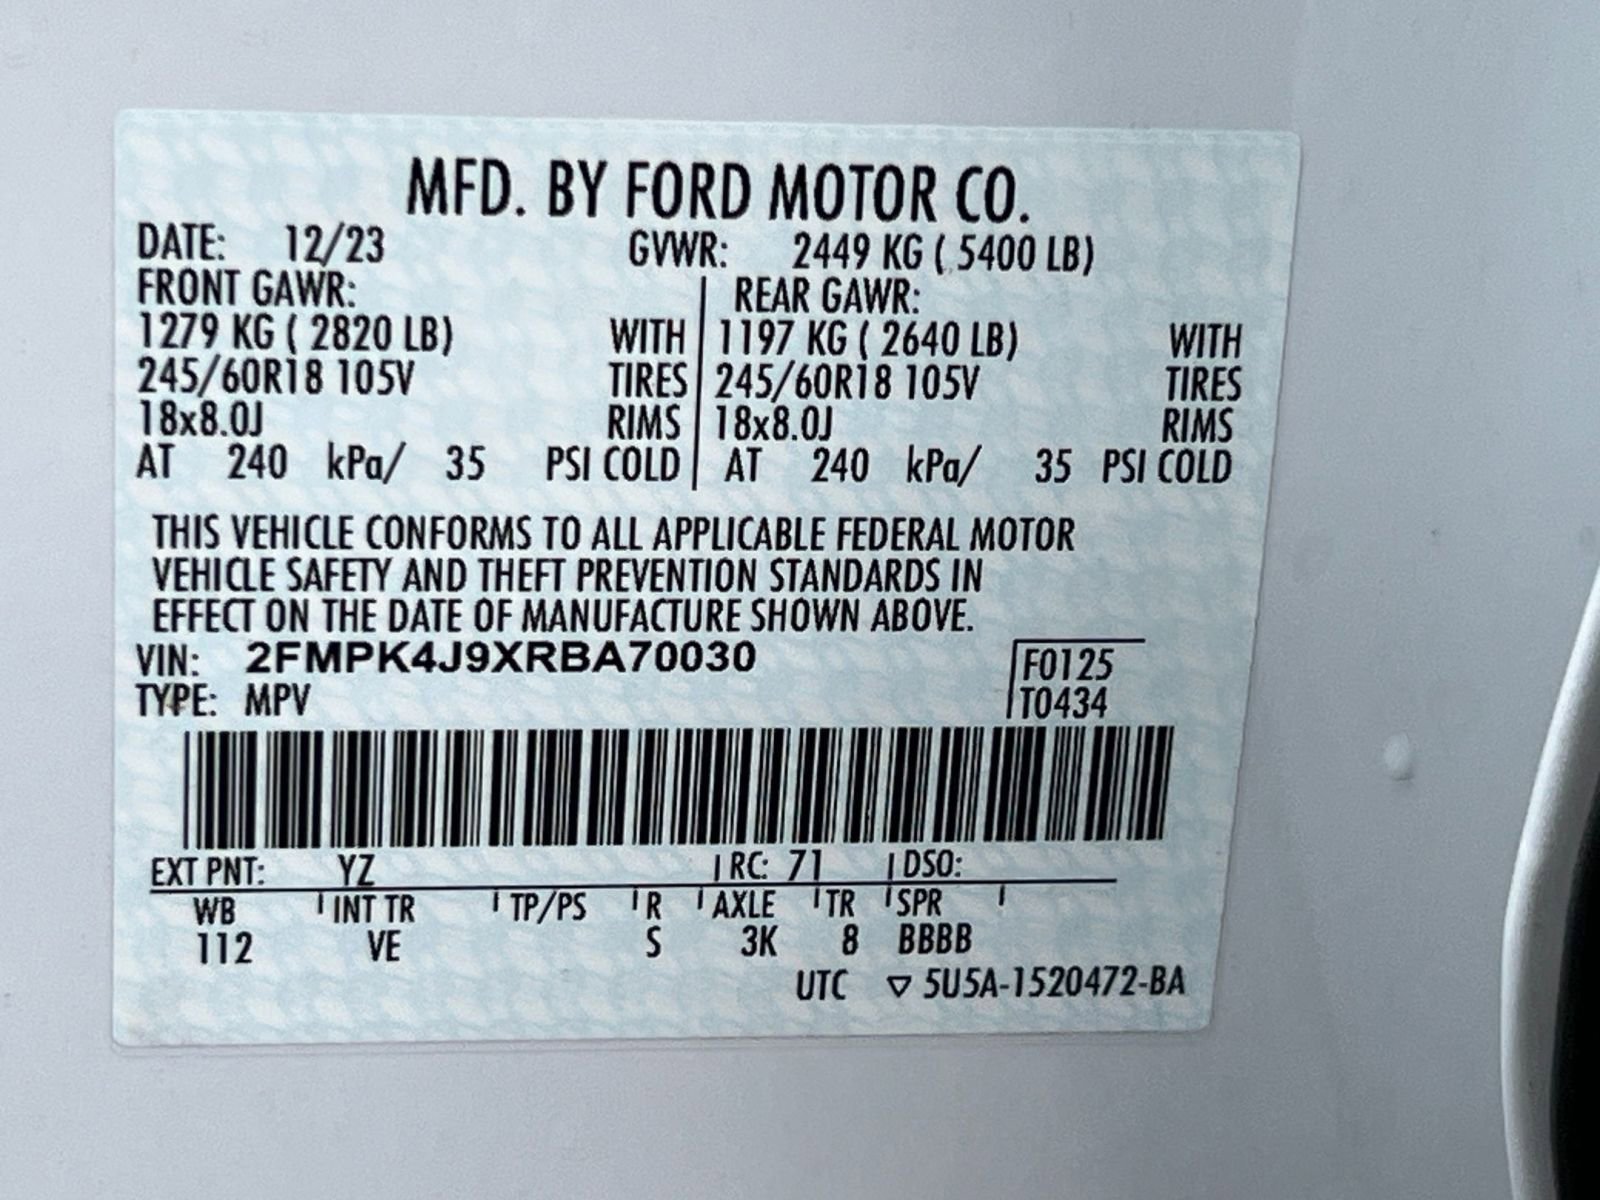 MFD. BY FORD MOTOR CO.
DATE: 12/23 GVWR: 2449 KG ( 5400 LB)
FRONT GAWR: REAR GAWR:
1279 KG ( 2820 LB) WITH 1197 KG ( 2640 LB) WITH
245/60R18 105V TIRES 245/60R18 105V TIRES
18x8.0J RIMS 18x8.0J RIMS
AT 240 kPa/ 35 PSI COLD AT 240 kPa/ 35 PSI COLD
THIS VEHICLE CONFORMS TO ALL APPLICABLE FEDERAL MOTOR
VEHICLE SAFETY AND THEFT PREVENTION STANDARDS IN
EFFECT ON THE DATE OF MANUFACTURE SHOWN ABOVE.
VIN: 2FMPK4J9XRBA70030 F0125
TYPE: MPV T0434
EXT PNT: YZ RC: 71 DSO:
WB INT TR TP/PS R AXLE TR SPR
112 VE S 3K 8 BBBB
UTC ▽ 5U5A-1520472-BA